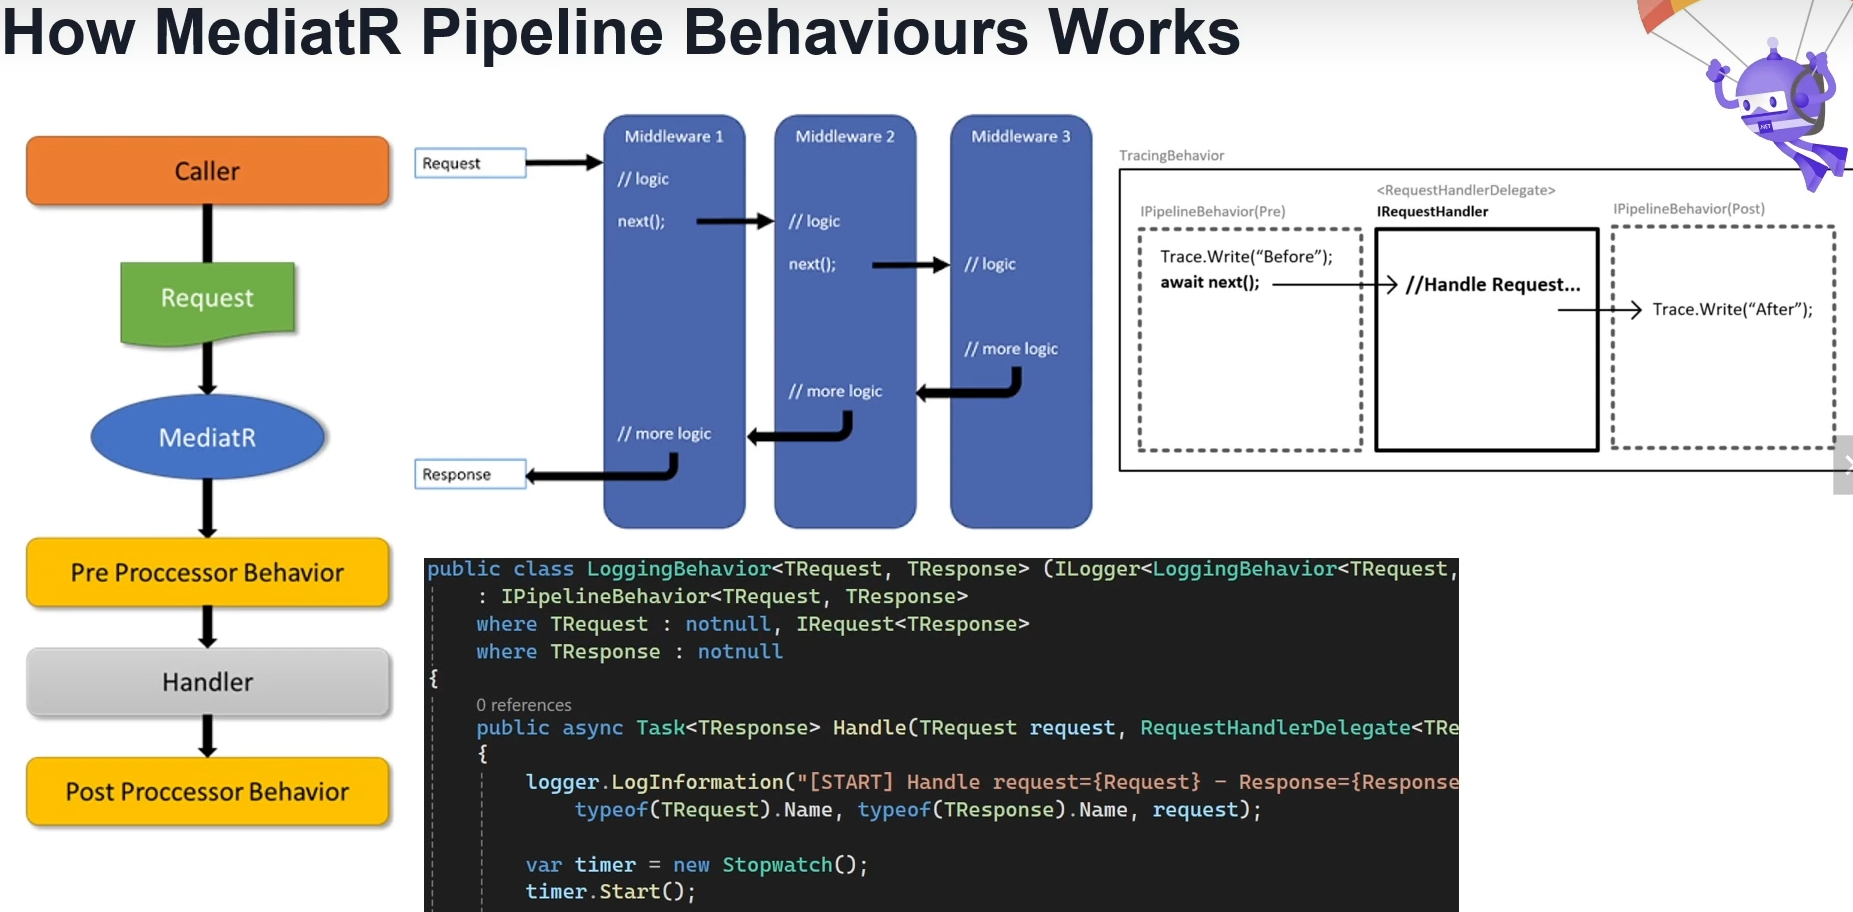 How MediatR Pipeline Behaviours Works
Caller
Request
MediatR
Pre Proccessor Behavior
Handler
Post Proccessor Behavior
Request
Response
Middleware 1
// logic
next();
// more logic
Middleware 2
// logic
next();
// more logic
Middleware 3
// logic
// more logic
TracingBehavior
IPipelineBehavior(Pre)
Trace.Write(“Before”);
await next();
<RequestHandlerDelegate>
IRequestHandler
//Handle Request...
IPipelineBehavior(Post)
Trace.Write(“After”);
.NET
public class LoggingBehavior<TRequest, TResponse> (ILogger<LoggingBehavior<TRequest,
: IPipelineBehavior<TRequest, TResponse>
where TRequest : notnull, IRequest<TResponse>
where TResponse : notnull
{
0 references
public async Task<TResponse> Handle(TRequest request, RequestHandlerDelegate<TRe
{
logger.LogInformation("[START] Handle request={Request} - Response={Response
typeof(TRequest).Name, typeof(TResponse).Name, request);
var timer = new Stopwatch();
timer.Start();